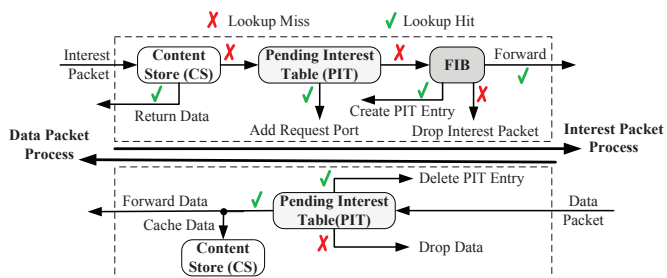 Lookup Miss
Lookup Hit
Interest
Packet
Content
Store (CS)
Pending Interest
Table (PIT)
FIB
Forward
Return Data
Add Request Port
Create PIT Entry
Drop Interest Packet
Data Packet
Process
Interest Packet
Process
Forward Data
Cache Data
Content
Store (CS)
Pending Interest
Table(PIT)
Delete PIT Entry
Drop Data
Data
Packet